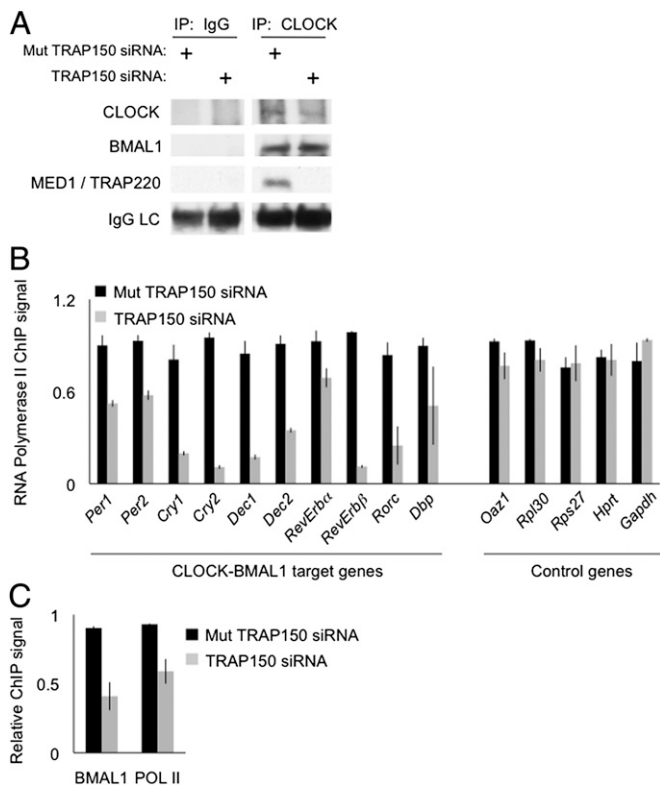 A
IP: IgG
IP: CLOCK
Mut TRAP150 siRNA: + +
TRAP150 siRNA: + +
CLOCK
BMAL1
MED1 / TRAP220
IgG LC
B
Mut TRAP150 siRNA
TRAP150 siRNA
RNA Polymerase II ChIP signal
1.2
0.6
0
Per1
Per2
Cry1
Cry2
Dec1
Dec2
RevErbα
RevErbβ
Rorc
Dbp
Oaz1
Rpl30
Rps27
Hprt
Gapdh
CLOCK-BMAL1 target genes
Control genes
C
Relative ChIP signal
1
0.5
0
Mut TRAP150 siRNA
TRAP150 siRNA
BMAL1
POL II